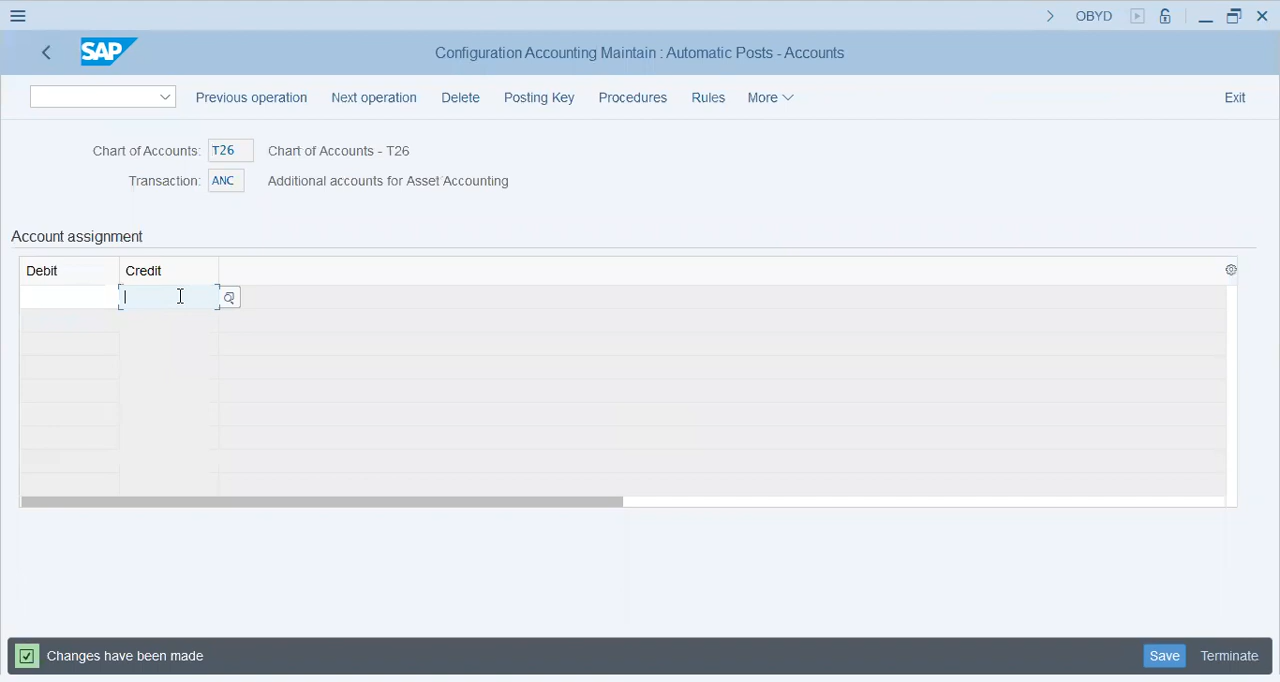 OBYD
SAP
Configuration Accounting Maintain : Automatic Posts - Accounts
Previous operation Next operation Delete Posting Key Procedures Rules More Exit
Chart of Accounts: T26 Chart of Accounts - T26
Transaction: ANC Additional accounts for Asset Accounting
Account assignment
Debit Credit
Changes have been made Save Terminate